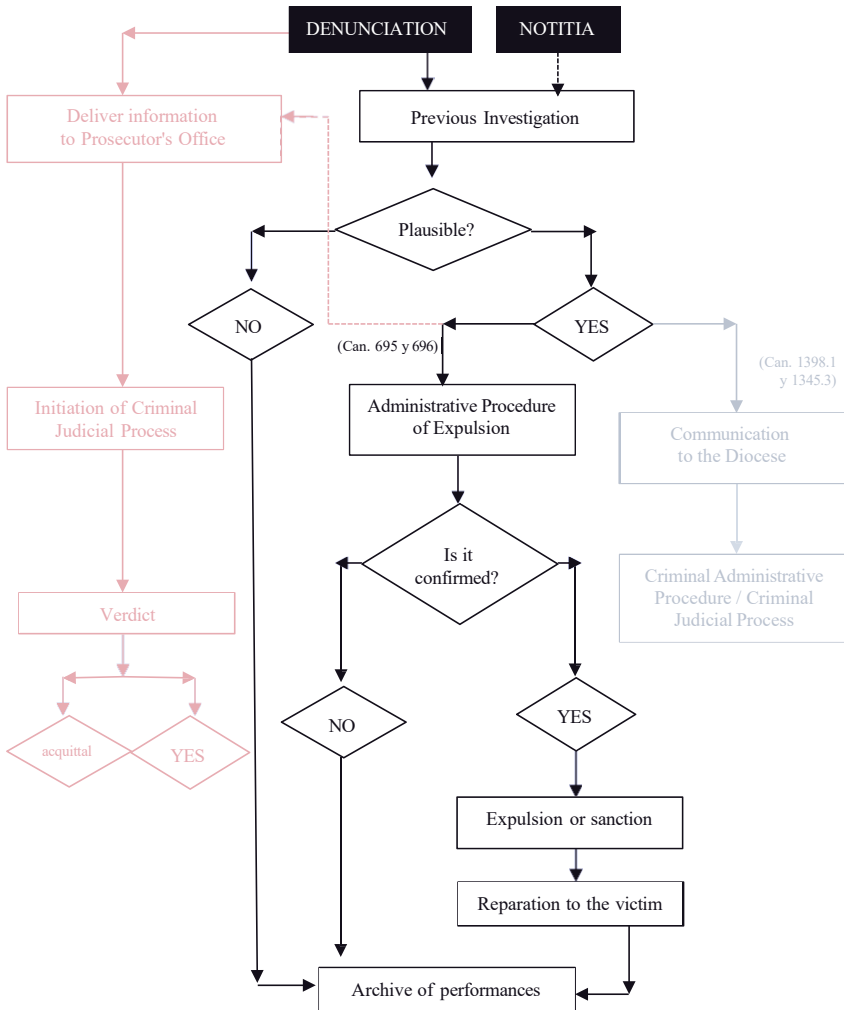 DENUNCIATION
NOTITIA
Deliver information
to Prosecutor's Office
Previous Investigation
Plausible?
NO
YES
(Can. 695 y 696)
(Can. 1398.1
y 1345.3)
Initiation of Criminal
Judicial Process
Administrative Procedure
of Expulsion
Communication
to the Diocese
Is it
confirmed?
Criminal Administrative
Procedure / Criminal
Judicial Process
Verdict
NO
YES
acquittal
YES
Expulsion or sanction
Reparation to the victim
Archive of performances